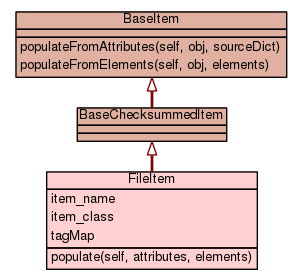 BaseItem
populateFromAttributes(self, obj, sourceDict)
populateFromElements(self, obj, elements)
BaseChecksummedItem
FileItem
item_name
item_class
tagMap
populate(self, attributes, elements)